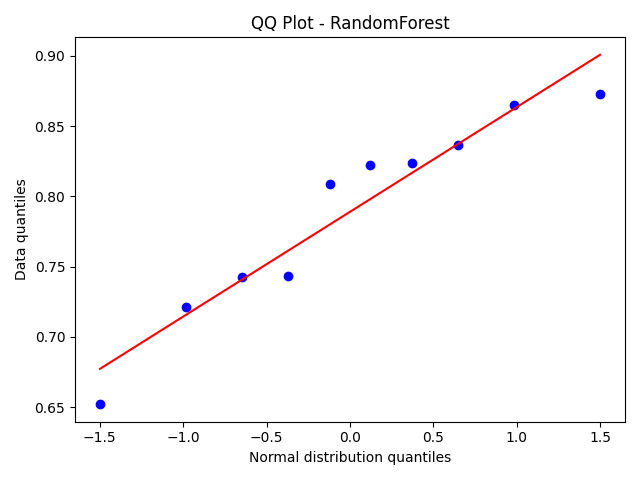 QQ Plot - RandomForest
0.90
0.85
0.80
0.75
0.70
0.65
Data quantiles
−1.5 −1.0 −0.5 0.0 0.5 1.0 1.5
Normal distribution quantiles